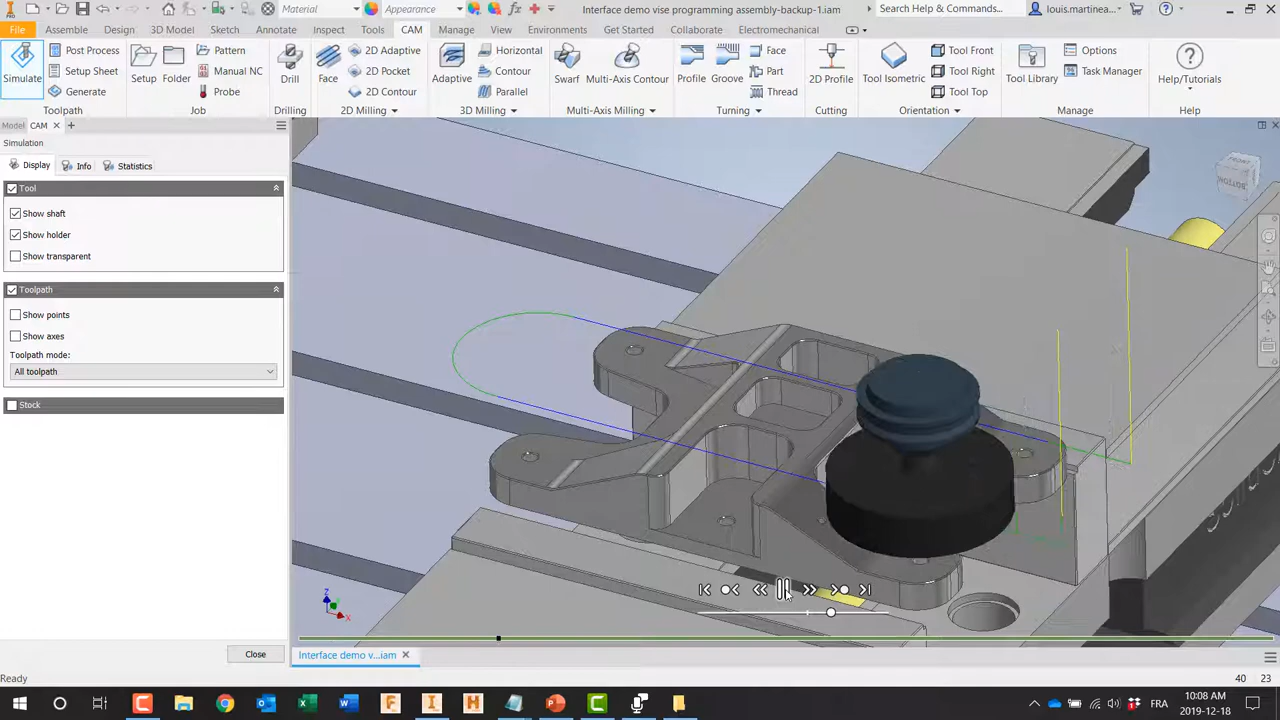 Material
Appearance
Interface demo vise programming assembly-backup-1.iam
Search Help & Commands...
louis.martinea...
File
Assemble
Design
3D Model
Sketch
Annotate
Inspect
Tools
CAM
Manage
View
Environments
Get Started
Collaborate
Electromechanical
Simulate
Post Process
Setup Sheet
Generate
Toolpath
Setup
Folder
Pattern
Manual NC
Probe
Job
Drill
Drilling
Face
2D Adaptive
2D Pocket
2D Contour
2D Milling
Adaptive
Horizontal
Contour
Parallel
3D Milling
Swarf
Multi-Axis Contour
Multi-Axis Milling
Profile
Groove
Face
Part
Thread
Turning
2D Profile
Cutting
Tool Isometric
Tool Front
Tool Right
Tool Top
Orientation
Tool Library
Options
Task Manager
Manage
Help/Tutorials
Help
Model
CAM
Simulation
Display
Info
Statistics
Tool
Show shaft
Show holder
Show transparent
Toolpath
Show points
Show axes
Toolpath mode:
All toolpath
Stock
Close
FRONT
BOTTOM
Z
X
Interface demo v...iam
Ready
40 23
FRA
10:08 AM
2019-12-18